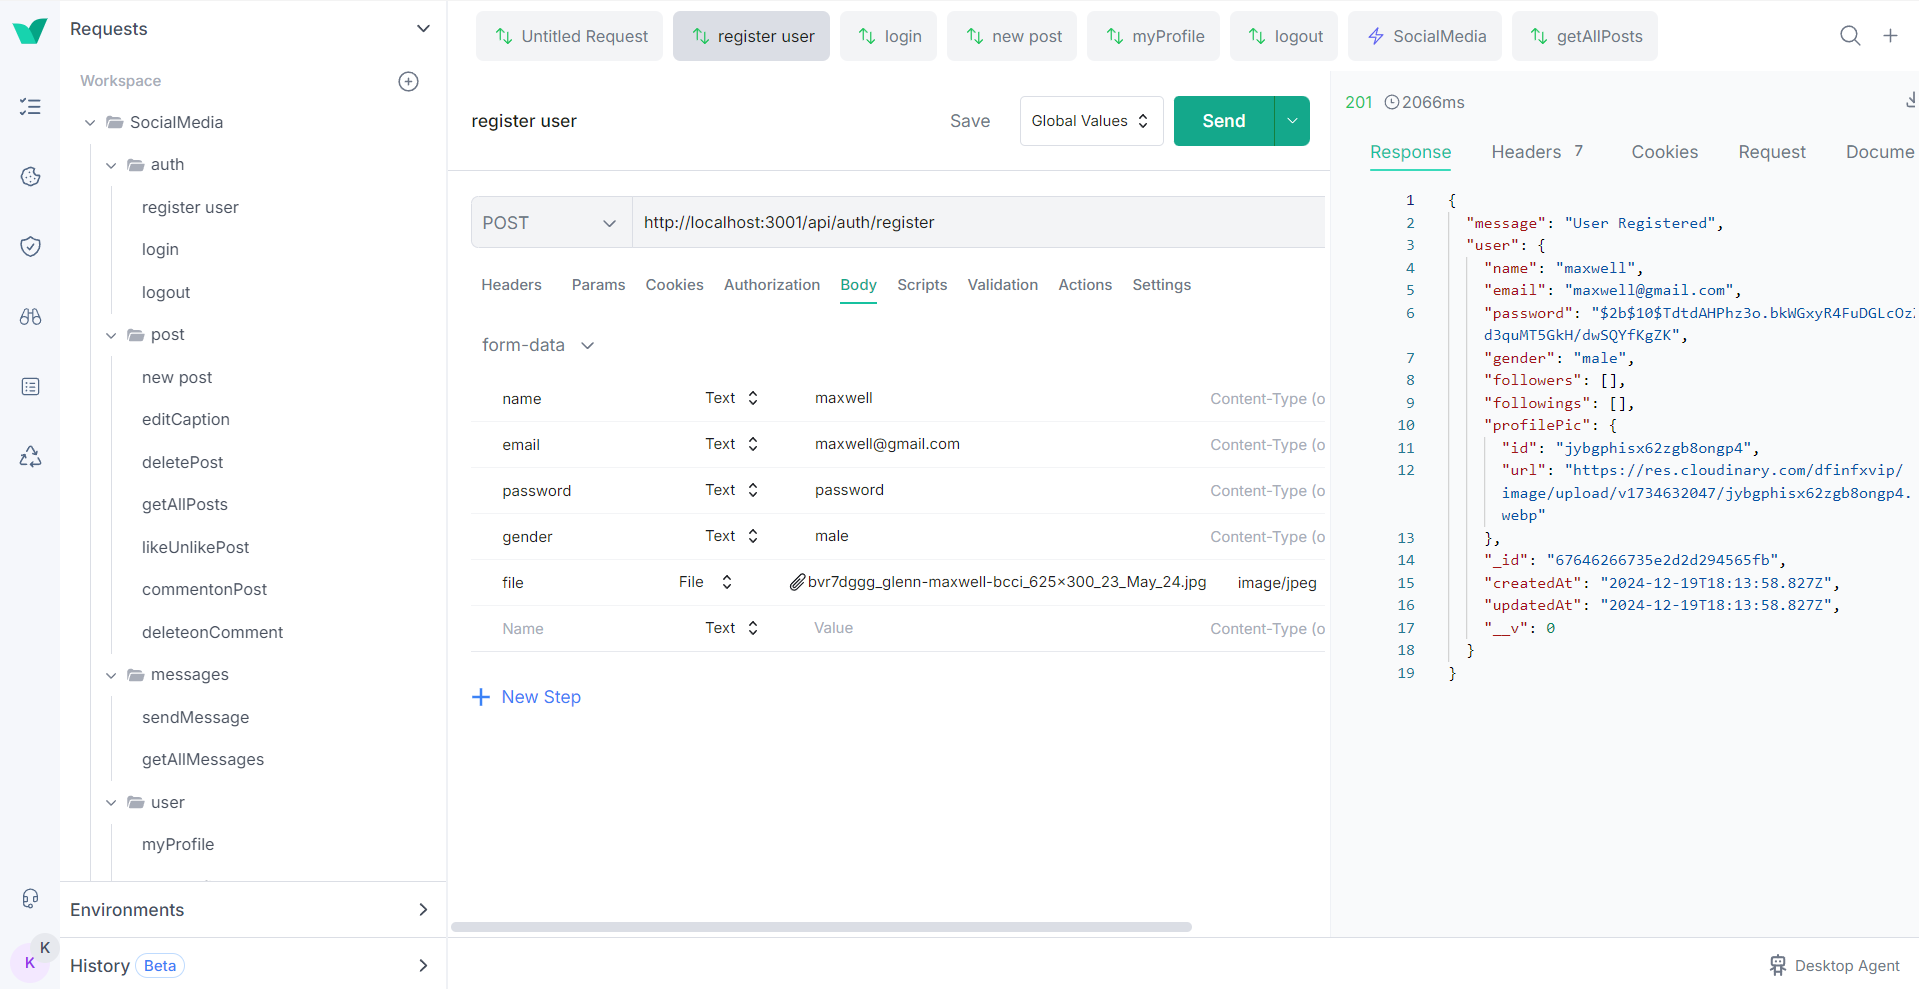 Requests
Workspace
SocialMedia
auth
register user
login
logout
post
new post
editCaption
deletePost
getAllPosts
likeUnlikePost
commentonPost
deleteonComment
messages
sendMessage
getAllMessages
user
myProfile
Environments
History Beta
K
K
Untitled Request
register user
login
new post
myProfile
logout
SocialMedia
getAllPosts
register user
Save
Global Values
Send
POST
http://localhost:3001/api/auth/register
Headers Params Cookies Authorization Body Scripts Validation Actions Settings
form-data
name Text maxwell Content-Type (o
email Text maxwell@gmail.com Content-Type (o
password Text password Content-Type (o
gender Text male Content-Type (o
file File bvr7dggg_glenn-maxwell-bcci_625×300_23_May_24.jpg image/jpeg
Name Text Value Content-Type (o
New Step
201 2066ms
Response Headers 7 Cookies Request Docume
1 {
2 "message": "User Registered",
3 "user": {
4 "name": "maxwell",
5 "email": "maxwell@gmail.com",
6 "password": "$2b$10$TdtdAHPhz3o.bkWGxyR4FuDGLcOz
d3quMT5GkH/dwSQYfKgZK",
7 "gender": "male",
8 "followers": [],
9 "followings": [],
10 "profilePic": {
11 "id": "jybgphisx62zgb8ongp4",
12 "url": "https://res.cloudinary.com/dfinfxvip/
image/upload/v1734632047/jybgphisx62zgb8ongp4.
webp"
13 },
14 "_id": "67646266735e2d2d294565fb",
15 "createdAt": "2024-12-19T18:13:58.827Z",
16 "updatedAt": "2024-12-19T18:13:58.827Z",
17 "__v": 0
18 }
19 }
Desktop Agent